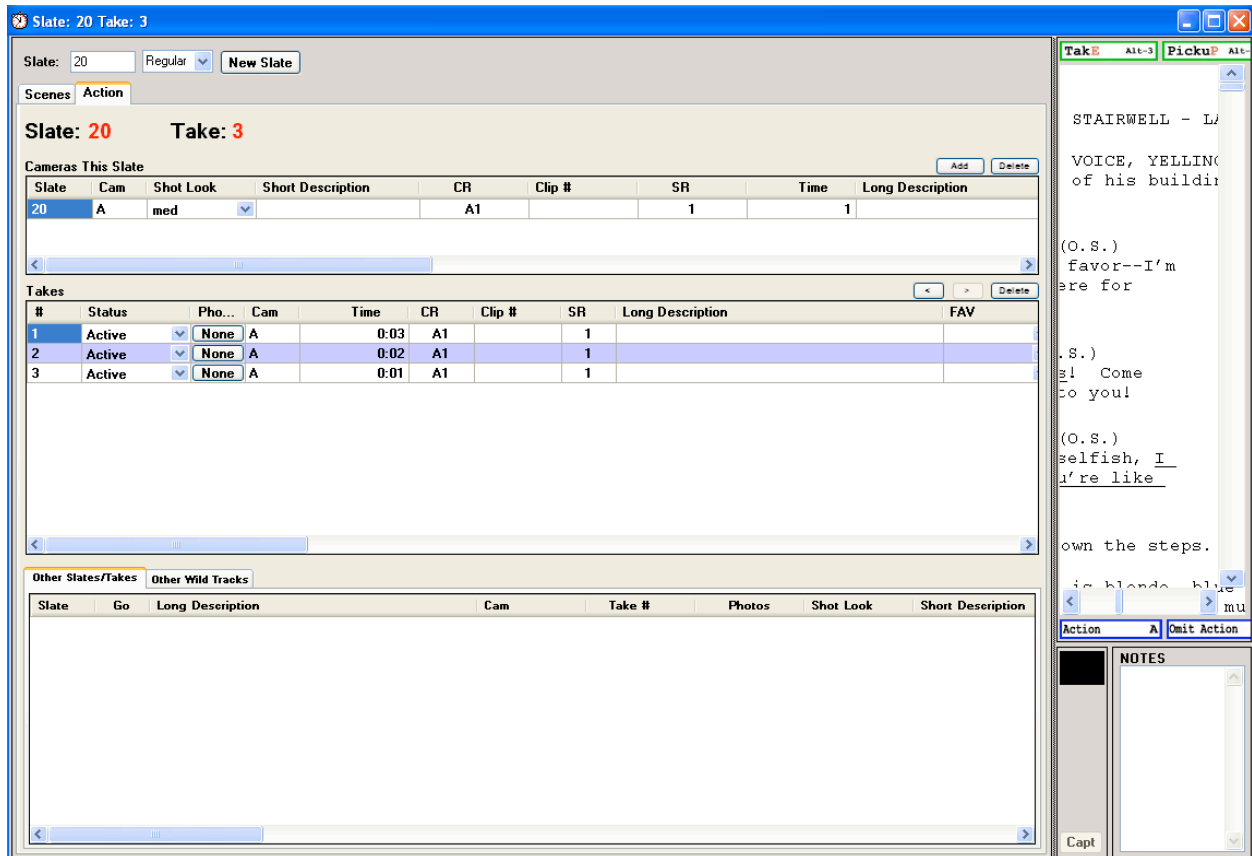 Slate: 20 Take: 3
Slate: 20 Regular New Slate
Scenes Action
Slate: 20 Take: 3
Cameras This Slate Add Delete
Slate Cam Shot Look Short Description CR Clip # SR Time Long Description
20 A med A1 1 1
Takes < > Delete
# Status Pho... Cam Time CR Clip # SR Long Description FAV
1 Active None A 0:03 A1 1
2 Active None A 0:02 A1 1
3 Active None A 0:01 A1 1
Other Slates/Takes Other Wild Tracks
Slate Go Long Description Cam Take # Photos Shot Look Short Description
TakE Alt-3 PickuP Alt-
STAIRWELL - LA
VOICE, YELLING
of his buildin
(O.S.)
favor--I'm
ere for
.S.)
s! Come
to you!
(O.S.)
selfish, I
u're like
own the steps.
is blonde, blue
mu
Action A Omit Action
NOTES
Capt